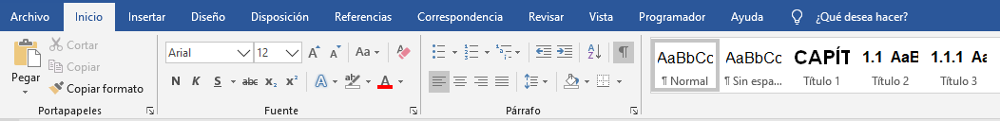 Archivo Inicio Insertar Diseño Disposición Referencias Correspondencia Revisar Vista Programador Ayuda ¿Qué desea hacer?
Pegar
Cortar
Copiar
Copiar formato
Portapapeles
Arial 12 A A Aa A
N K S abc x₂ x² A ab A
Fuente
A Z ¶
Párrafo
AaBbCc AaBbCc CAPÍT 1.1 AaB 1.1.1 Aa
¶ Normal ¶ Sin espa... Título 1 Título 2 Título 3